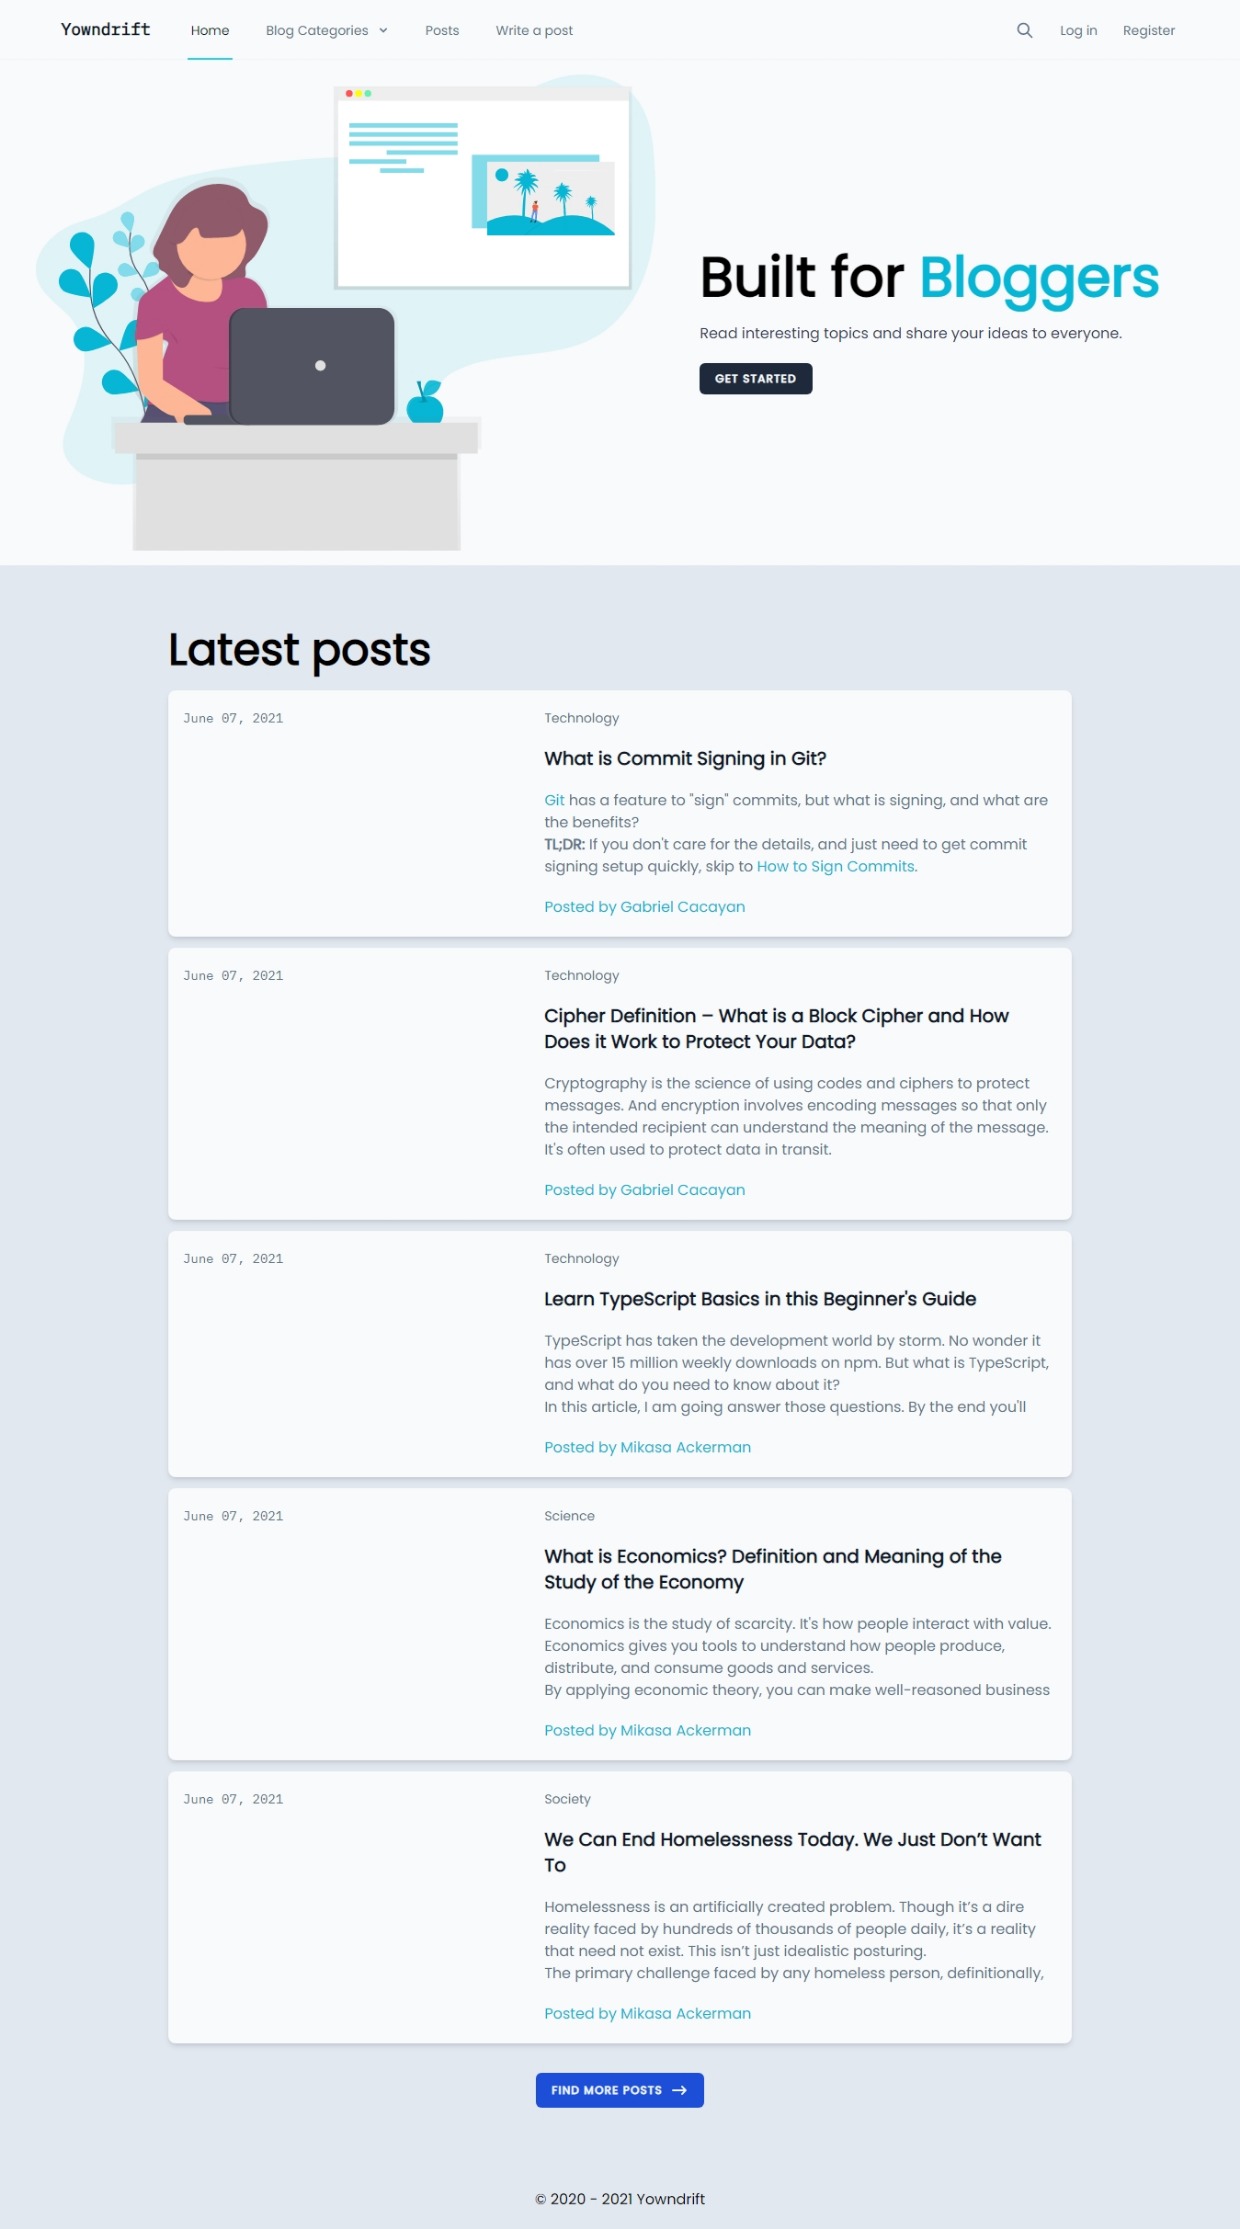 Yowndrift Home Blog Categories Posts Write a post Log in Register
Built for Bloggers
Read interesting topics and share your ideas to everyone.
GET STARTED
Latest posts
June 07, 2021
Technology
What is Commit Signing in Git?
Git has a feature to "sign" commits, but what is signing, and what are
the benefits?
TL;DR: If you don't care for the details, and just need to get commit
signing setup quickly, skip to How to Sign Commits.
Posted by Gabriel Cacayan
June 07, 2021
Technology
Cipher Definition – What is a Block Cipher and How
Does it Work to Protect Your Data?
Cryptography is the science of using codes and ciphers to protect
messages. And encryption involves encoding messages so that only
the intended recipient can understand the meaning of the message.
It's often used to protect data in transit.
Posted by Gabriel Cacayan
June 07, 2021
Technology
Learn TypeScript Basics in this Beginner's Guide
TypeScript has taken the development world by storm. No wonder it
has over 15 million weekly downloads on npm. But what is TypeScript,
and what do you need to know about it?
In this article, I am going answer those questions. By the end you'll
Posted by Mikasa Ackerman
June 07, 2021
Science
What is Economics? Definition and Meaning of the
Study of the Economy
Economics is the study of scarcity. It's how people interact with value.
Economics gives you tools to understand how people produce,
distribute, and consume goods and services.
By applying economic theory, you can make well-reasoned business
Posted by Mikasa Ackerman
June 07, 2021
Society
We Can End Homelessness Today. We Just Don’t Want
To
Homelessness is an artificially created problem. Though it’s a dire
reality faced by hundreds of thousands of people daily, it’s a reality
that need not exist. This isn’t just idealistic posturing.
The primary challenge faced by any homeless person, definitionally,
Posted by Mikasa Ackerman
FIND MORE POSTS
© 2020 - 2021 Yowndrift